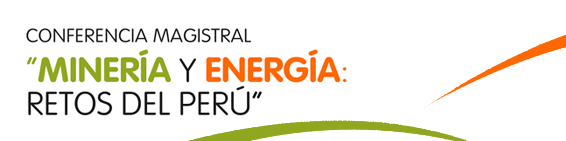 CONFERENCIA MAGISTRAL
“MINERÍA Y ENERGÍA:
RETOS DEL PERÚ”